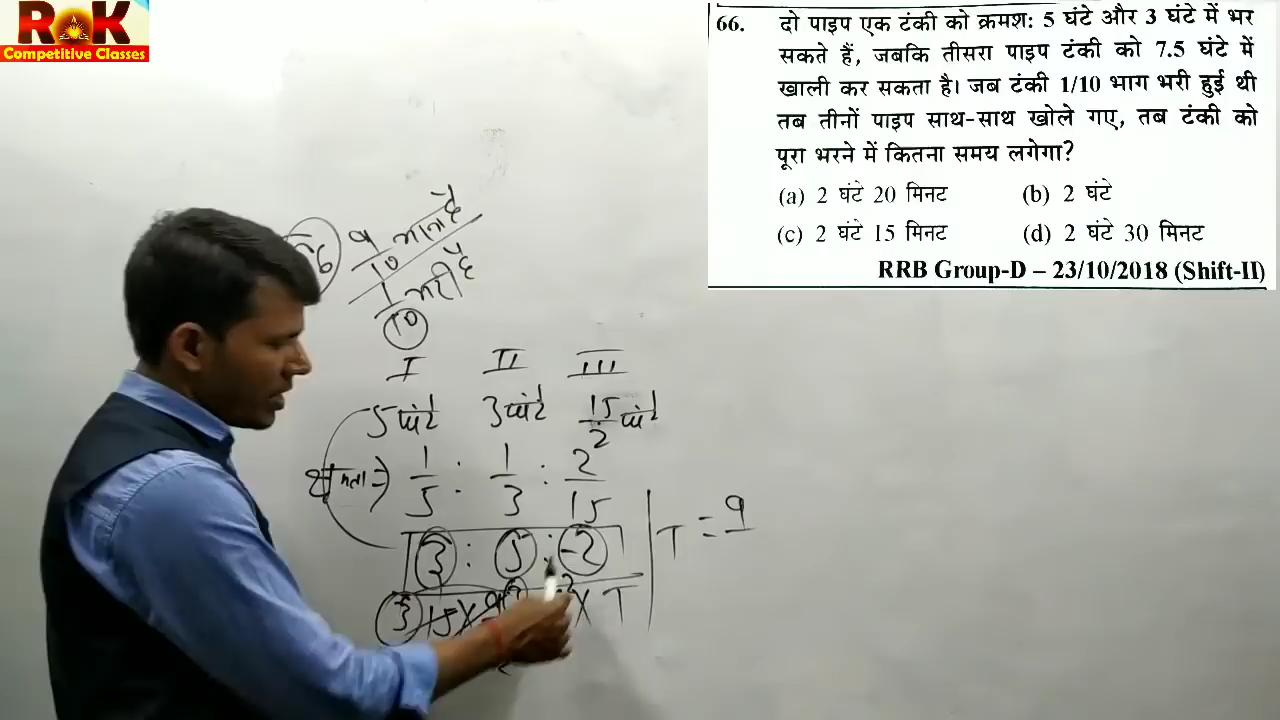 ROK
Competitive Classes
66. दो पाइप एक टंकी को क्रमश: 5 घंटे और 3 घंटे में भर
सकते हैं, जबकि तीसरा पाइप टंकी को 7.5 घंटे में
खाली कर सकता है। जब टंकी 1/10 भाग भरी हुई थी
तब तीनों पाइप साथ-साथ खोले गए, तब टंकी को
पूरा भरने में कितना समय लगेगा?
(a) 2 घंटे 20 मिनट (b) 2 घंटे
(c) 2 घंटे 15 मिनट (d) 2 घंटे 30 मिनट
RRB Group-D – 23/10/2018 (Shift-II)
9/10
1/10 भरी है
I II III
5 घंटे 3 घंटे 15/2 घंटे
क्षमता → 1/5 : 1/3 : 2/15
3 : 5 : -2
T = 9
× T